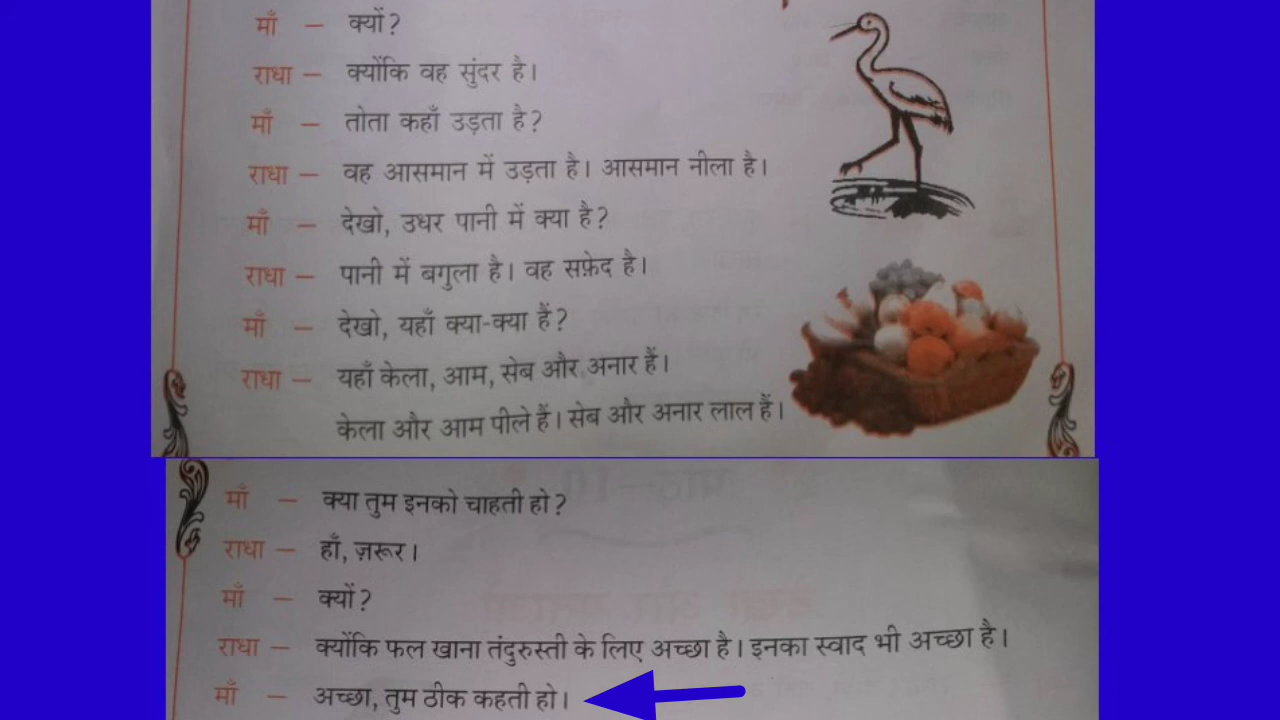 माँ – क्यों?
राधा – क्योंकि वह सुंदर है।
माँ – तोता कहाँ उड़ता है?
राधा – वह आसमान में उड़ता है। आसमान नीला है।
माँ – देखो, उधर पानी में क्या है?
राधा – पानी में बगुला है। वह सफ़ेद है।
माँ – देखो, यहाँ क्या-क्या हैं?
राधा – यहाँ केला, आम, सेब और अनार हैं।
केला और आम पीले हैं। सेब और अनार लाल हैं।
माँ – क्या तुम इनको चाहती हो?
राधा – हाँ, ज़रूर।
माँ – क्यों?
राधा – क्योंकि फल खाना तंदुरुस्ती के लिए अच्छा है। इनका स्वाद भी अच्छा है।
माँ – अच्छा, तुम ठीक कहती हो।